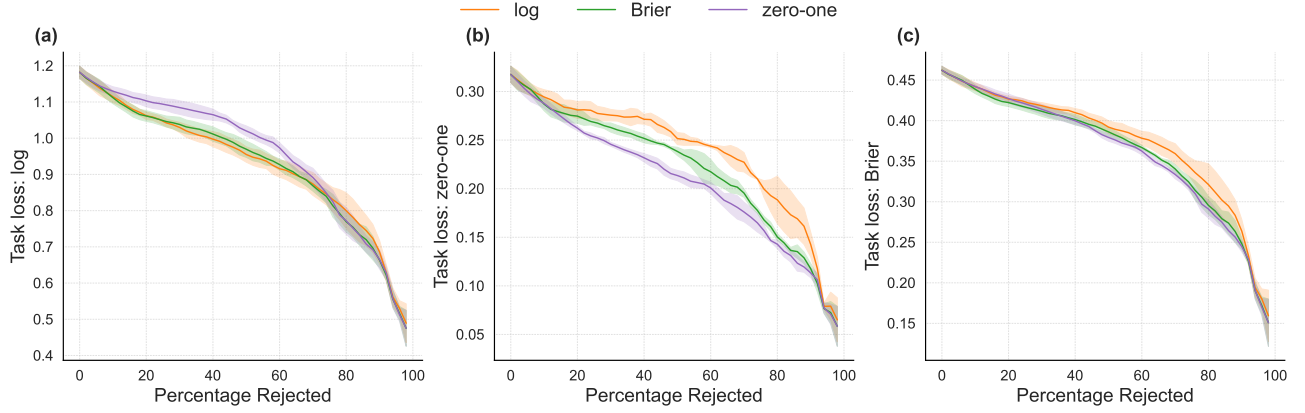 log Brier zero-one
(a)
Task loss: log
1.2
1.1
1.0
0.9
0.8
0.7
0.6
0.5
0.4
0 20 40 60 80 100
Percentage Rejected
(b)
Task loss: zero-one
0.30
0.25
0.20
0.15
0.10
0.05
0 20 40 60 80 100
Percentage Rejected
(c)
Task loss: Brier
0.45
0.40
0.35
0.30
0.25
0.20
0.15
0 20 40 60 80 100
Percentage Rejected